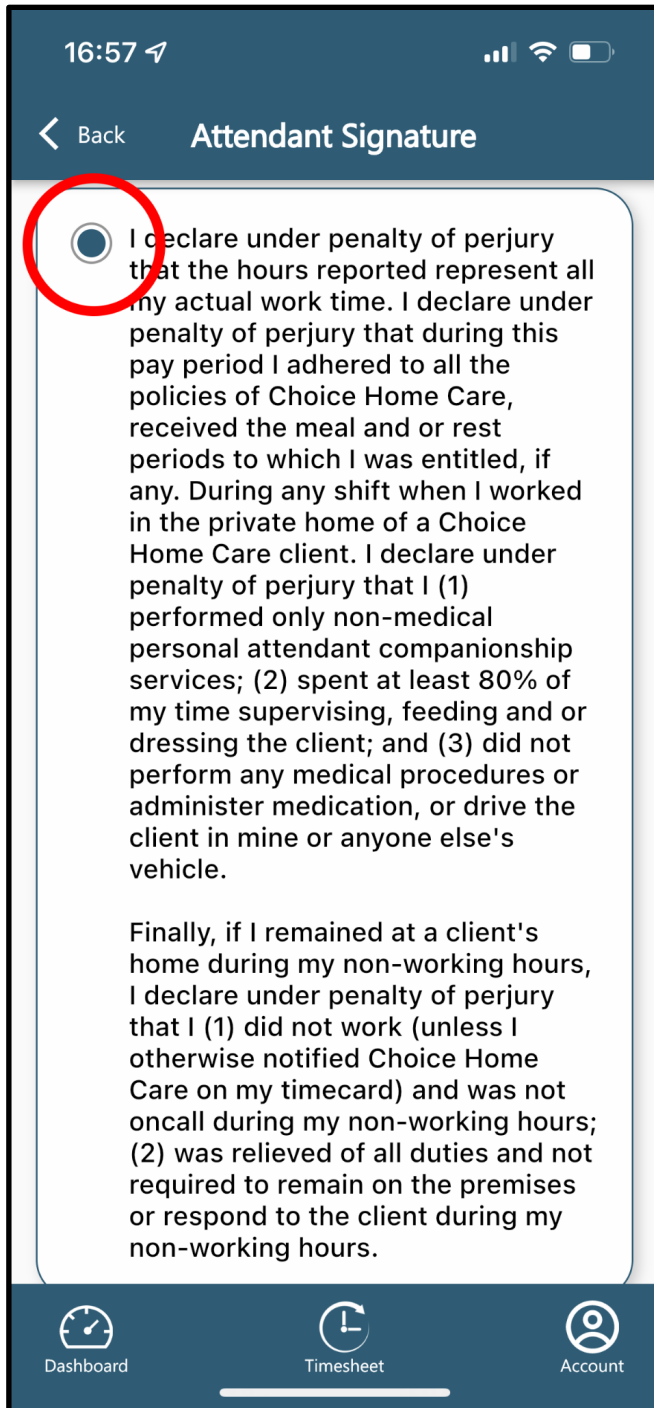 16:57
Back
Attendant Signature
I declare under penalty of perjury
that the hours reported represent all
my actual work time. I declare under
penalty of perjury that during this
pay period I adhered to all the
policies of Choice Home Care,
received the meal and or rest
periods to which I was entitled, if
any. During any shift when I worked
in the private home of a Choice
Home Care client. I declare under
penalty of perjury that I (1)
performed only non-medical
personal attendant companionship
services; (2) spent at least 80% of
my time supervising, feeding and or
dressing the client; and (3) did not
perform any medical procedures or
administer medication, or drive the
client in mine or anyone else's
vehicle.
Finally, if I remained at a client's
home during my non-working hours,
I declare under penalty of perjury
that I (1) did not work (unless I
otherwise notified Choice Home
Care on my timecard) and was not
oncall during my non-working hours;
(2) was relieved of all duties and not
required to remain on the premises
or respond to the client during my
non-working hours.
Dashboard
Timesheet
Account